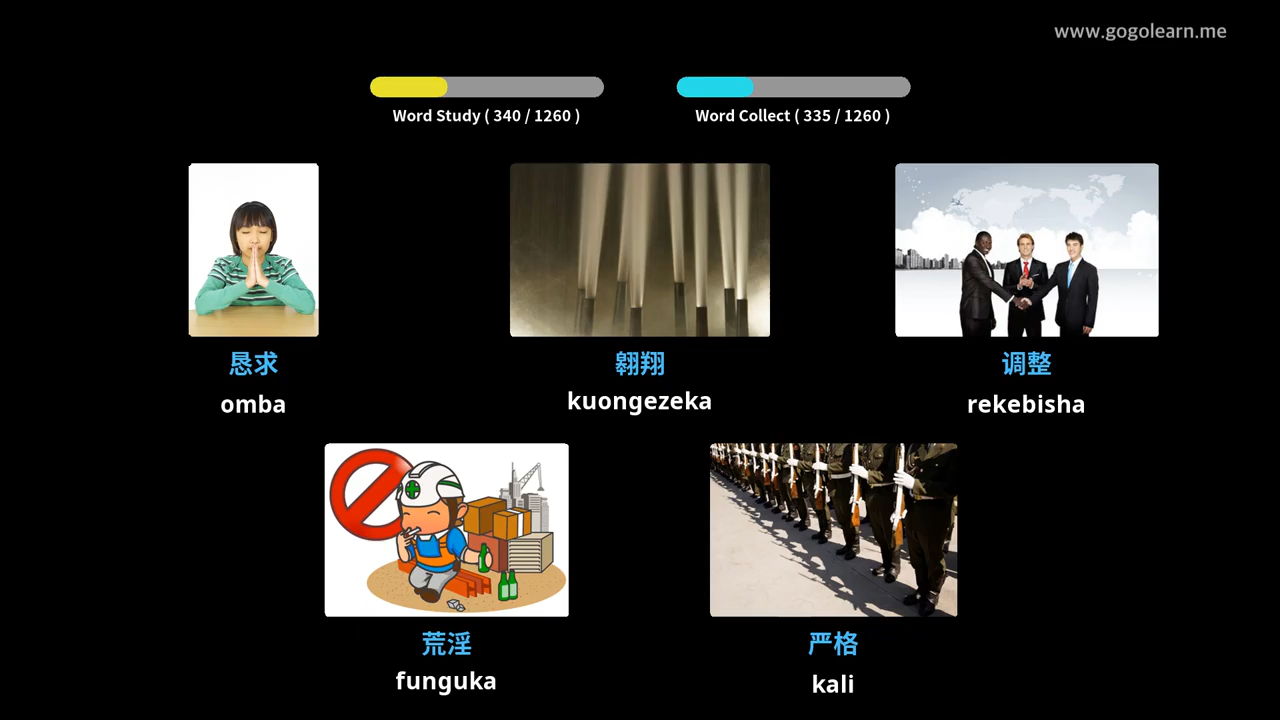 www.gogolearn.me
Word Study ( 340 / 1260 )
Word Collect ( 335 / 1260 )
恳求
omba
翱翔
kuongezeka
调整
rekebisha
荒淫
funguka
严格
kali